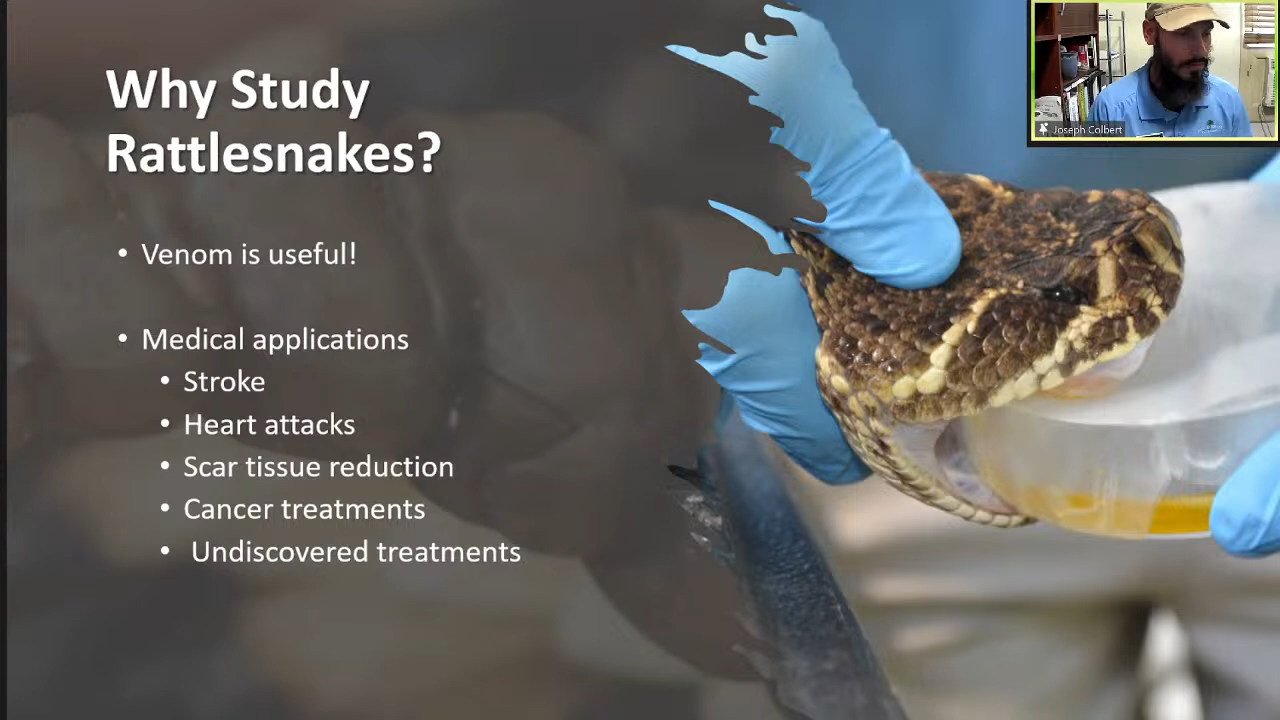 Why Study
Rattlesnakes?
• Venom is useful!
• Medical applications
• Stroke
• Heart attacks
• Scar tissue reduction
• Cancer treatments
• Undiscovered treatments
Joseph Colbert